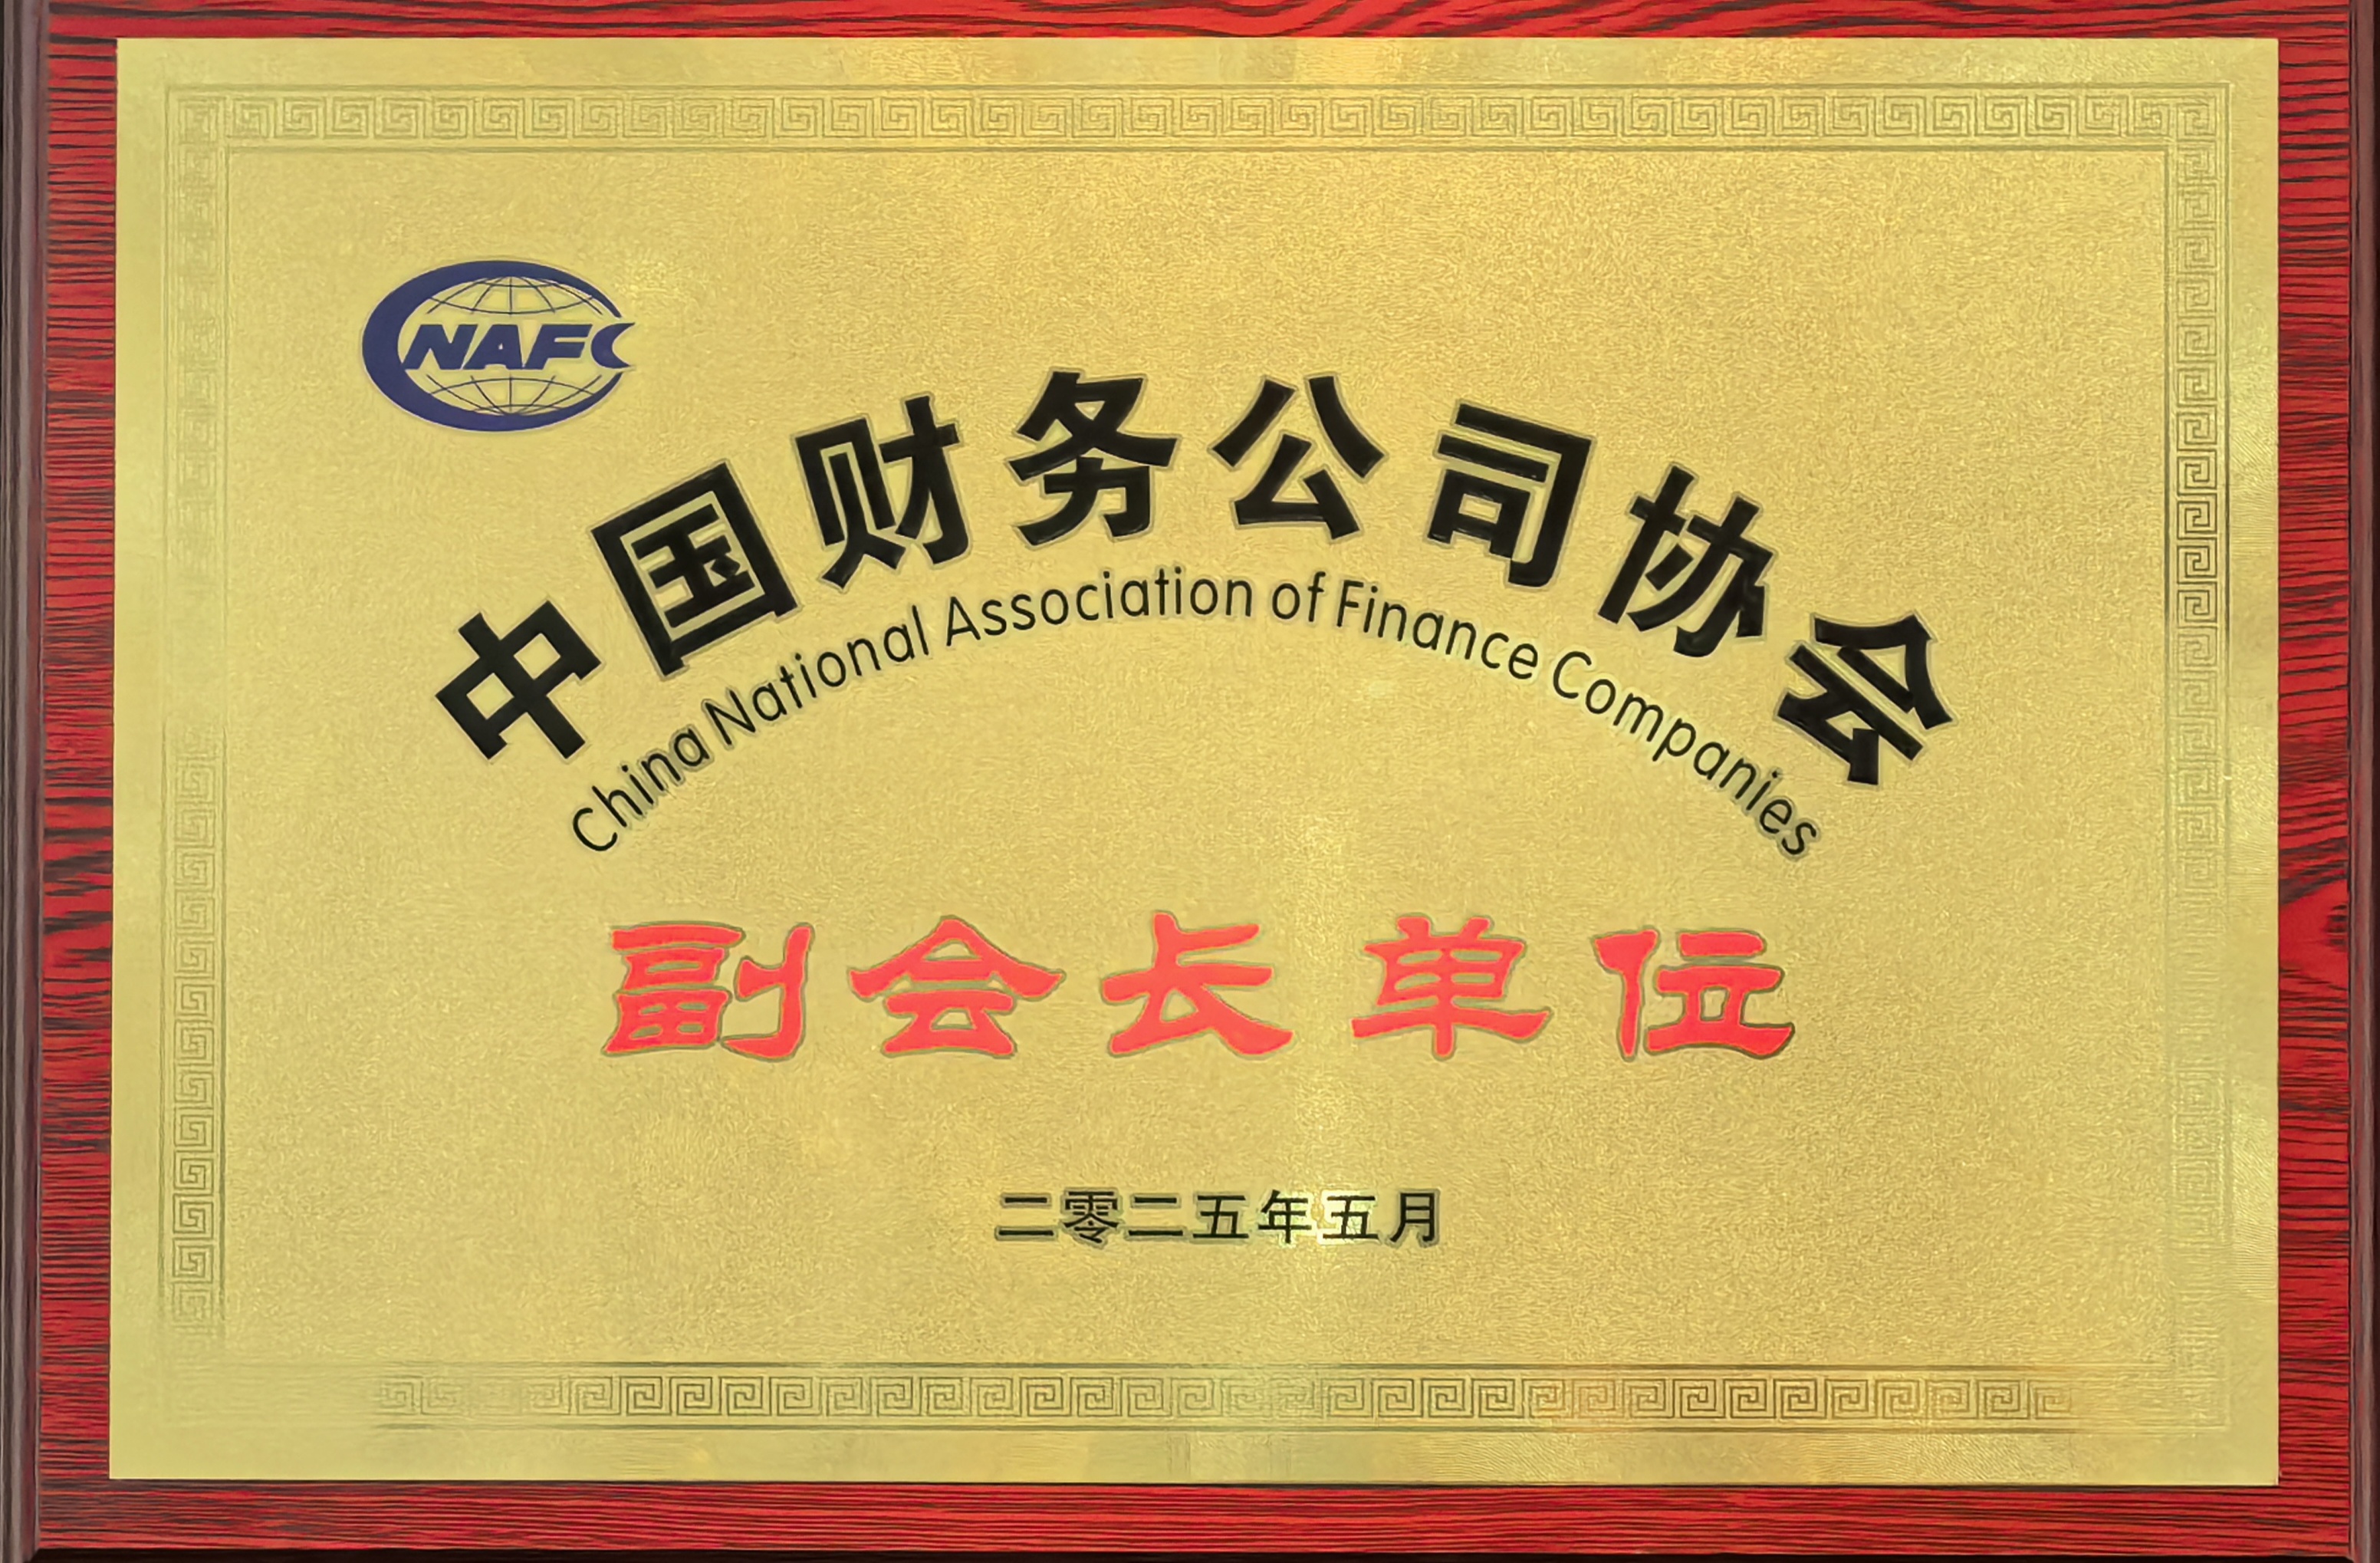 CNAFC
中国财务公司协会
China National Association of Finance Companies
副会长单位
二零二五年五月